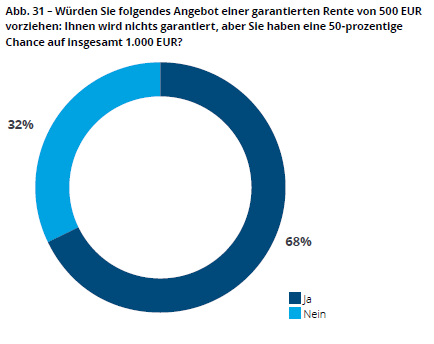 Abb. 31 – Würden Sie folgendes Angebot einer garantierten Rente von 500 EUR
vorziehen: Ihnen wird nichts garantiert, aber Sie haben eine 50-prozentige
Chance auf insgesamt 1.000 EUR?
32%
68%
Ja
Nein